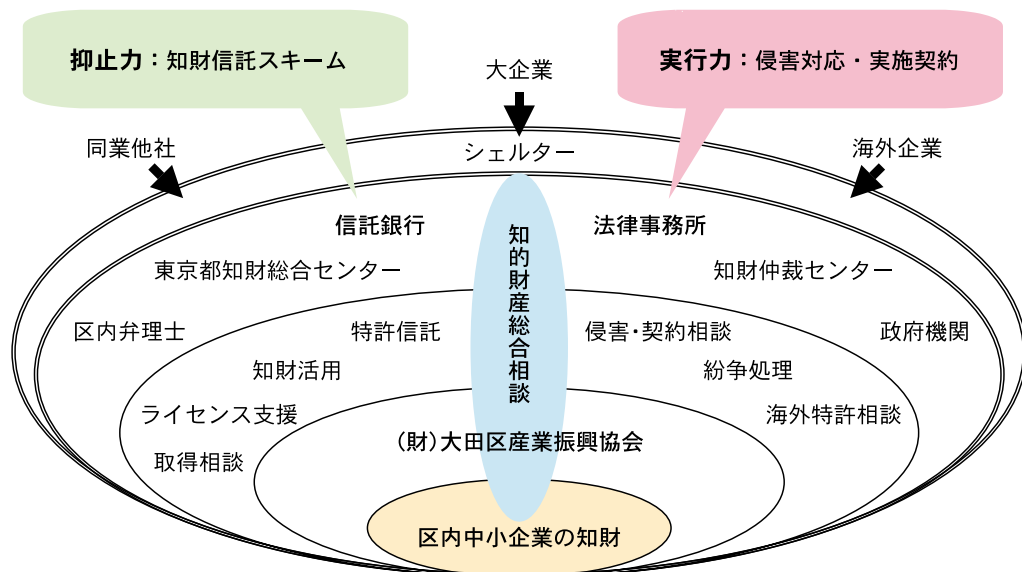 抑止力：知財信託スキーム
実行力：侵害対応・実施契約
大企業
同業他社
シェルター
海外企業
信託銀行
法律事務所
東京都知財総合センター
知財仲裁センター
区内弁理士
特許信託
知的財産総合相談
侵害・契約相談
政府機関
知財活用
紛争処理
ライセンス支援
海外特許相談
（財）大田区産業振興協会
取得相談
区内中小企業の知財